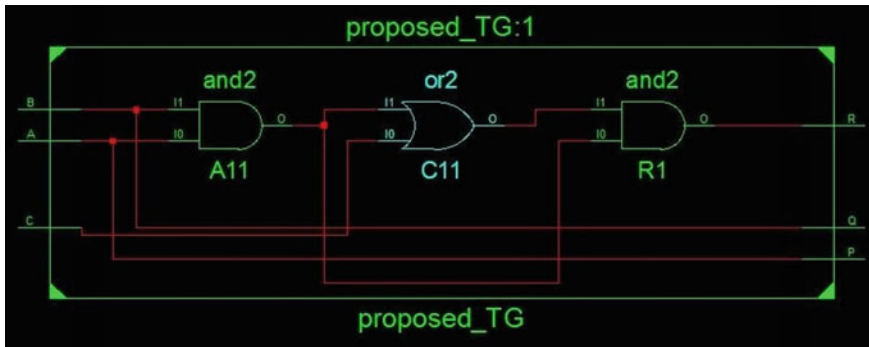 proposed_TG:1
and2 or2 and2
B I1 O I1 O I1 O R
A I0 I0 I0
A11 C11 R1
C Q
P
proposed_TG